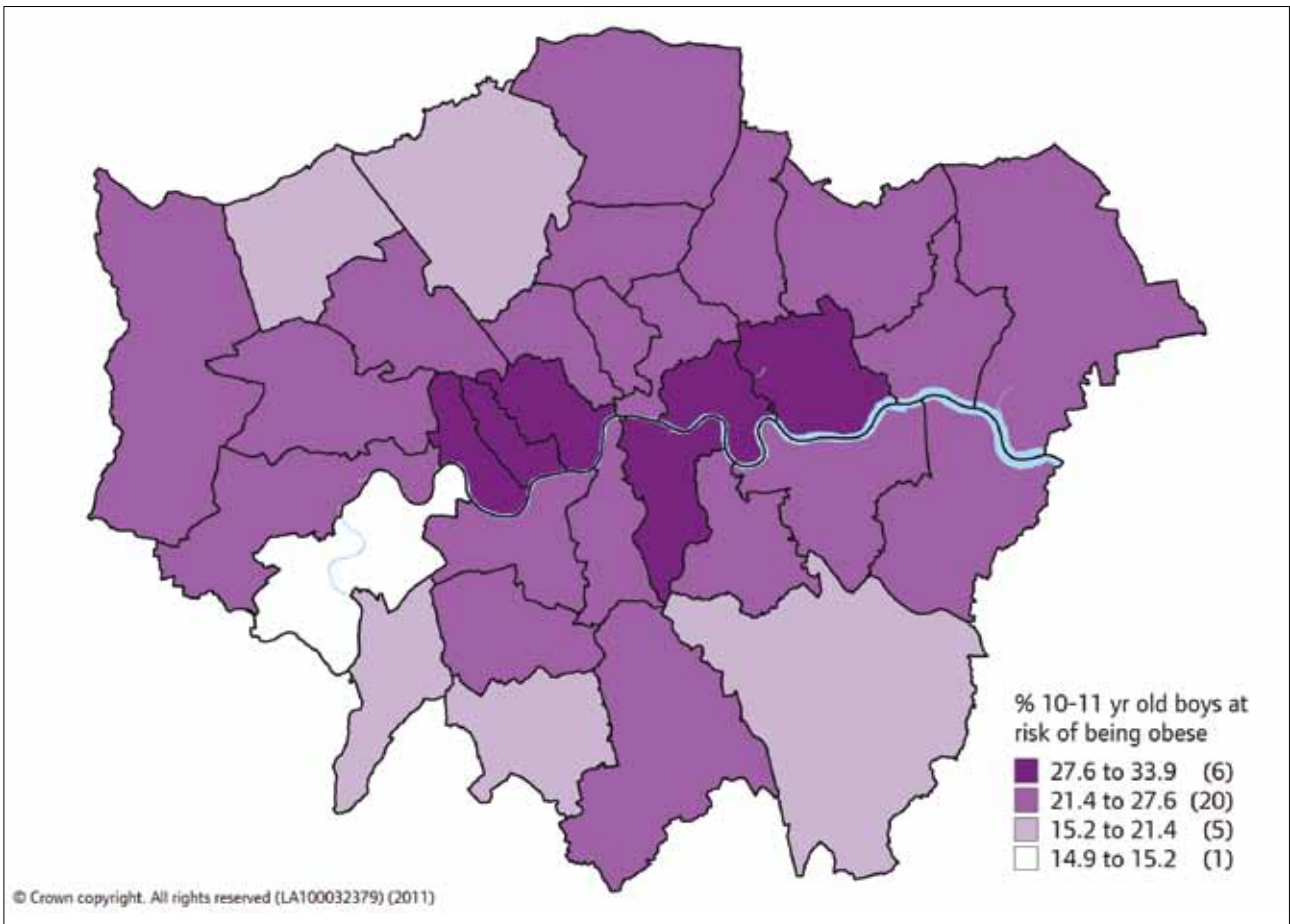 % 10-11 yr old boys at
risk of being obese
27.6 to 33.9 (6)
21.4 to 27.6 (20)
15.2 to 21.4 (5)
14.9 to 15.2 (1)
© Crown copyright. All rights reserved (LA100032379) (2011)